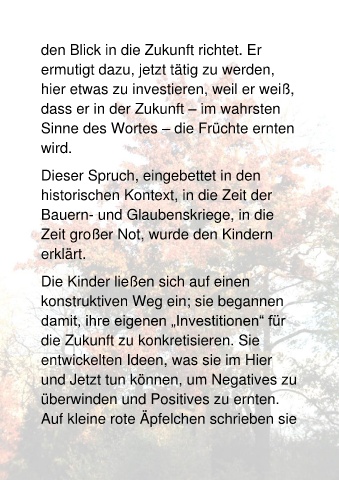 den Blick in die Zukunft richtet. Er
ermutigt dazu, jetzt tätig zu werden,
hier etwas zu investieren, weil er weiß,
dass er in der Zukunft – im wahrsten
Sinne des Wortes – die Früchte ernten
wird.
Dieser Spruch, eingebettet in den
historischen Kontext, in die Zeit der
Bauern- und Glaubenskriege, in die
Zeit großer Not, wurde den Kindern
erklärt.
Die Kinder ließen sich auf einen
konstruktiven Weg ein; sie begannen
damit, ihre eigenen „Investitionen“ für
die Zukunft zu konkretisieren. Sie
entwickelten Ideen, was sie im Hier
und Jetzt tun können, um Negatives zu
überwinden und Positives zu ernten.
Auf kleine rote Äpfelchen schrieben sie